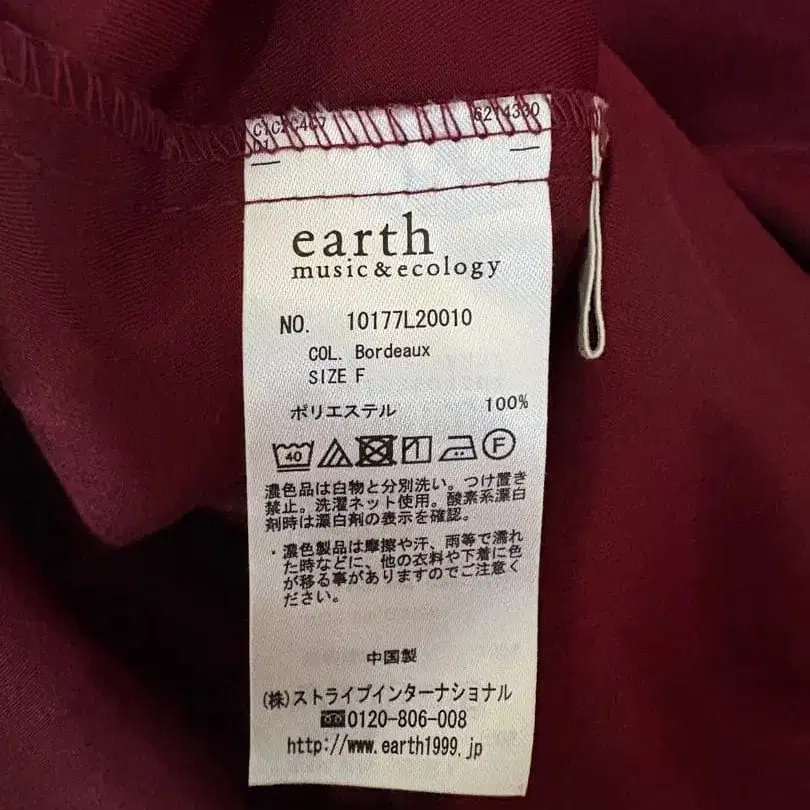 6214330
earth
music&ecology
NO. 10177L20010
COL. Bordeaux
SIZE F
ポリエステル 100%
40 F
濃色品は白物と分別洗い。つけ置き
禁止。洗濯ネット使用。酸素系漂白
剤時は漂白剤の表示を確認。
・濃色製品は摩擦や汗、雨等で濡れ
た時などに、他の衣料や下着に色
が移る事がありますのでご注意く
ださい。
中国製
(株)ストライプインターナショナル
0120-806-008
http://www.earth1999.jp